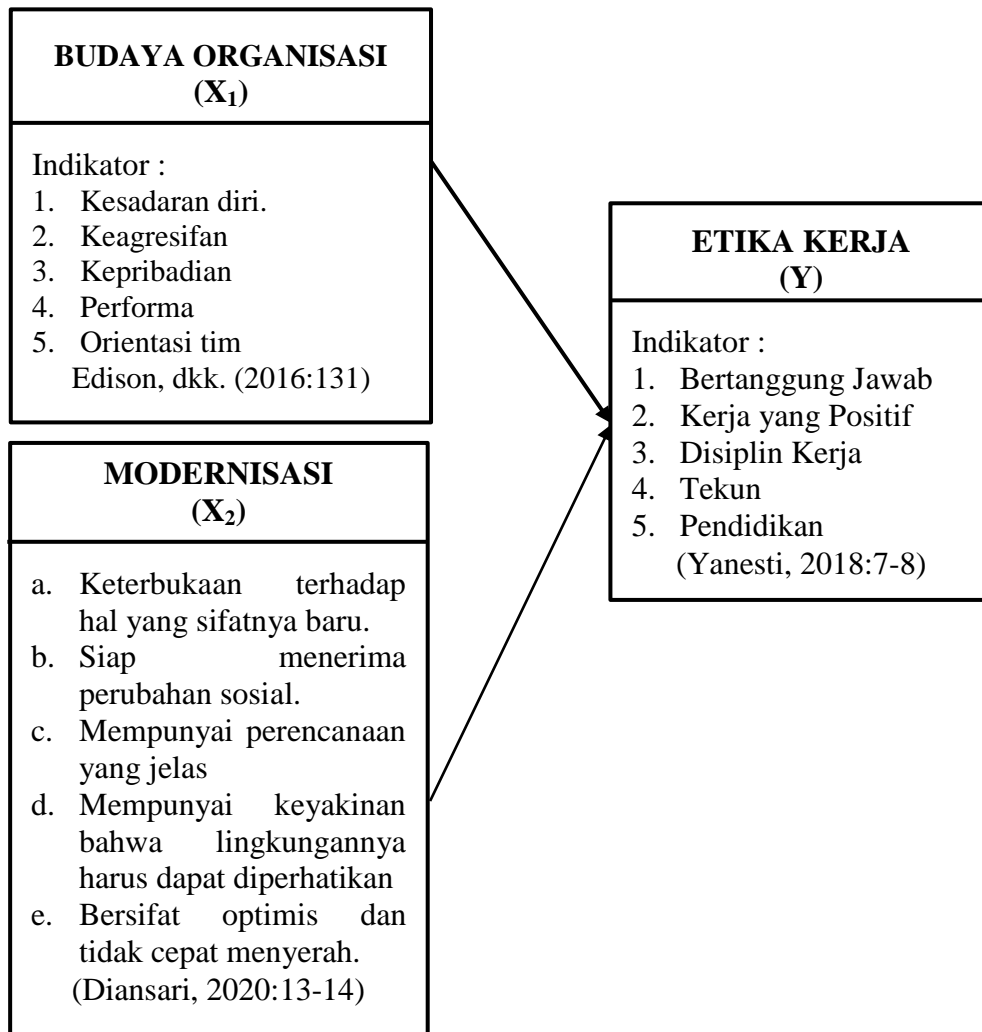 BUDAYA ORGANISASI
(X₁)
Indikator :
1. Kesadaran diri.
2. Keagresifan
3. Kepribadian
4. Performa
5. Orientasi tim
Edison, dkk. (2016:131)
MODERNISASI
(X₂)
a. Keterbukaan terhadap
hal yang sifatnya baru.
b. Siap menerima
perubahan sosial.
c. Mempunyai perencanaan
yang jelas
d. Mempunyai keyakinan
bahwa lingkungannya
harus dapat diperhatikan
e. Bersifat optimis dan
tidak cepat menyerah.
(Diansari, 2020:13-14)
ETIKA KERJA
(Y)
Indikator :
1. Bertanggung Jawab
2. Kerja yang Positif
3. Disiplin Kerja
4. Tekun
5. Pendidikan
(Yanesti, 2018:7-8)